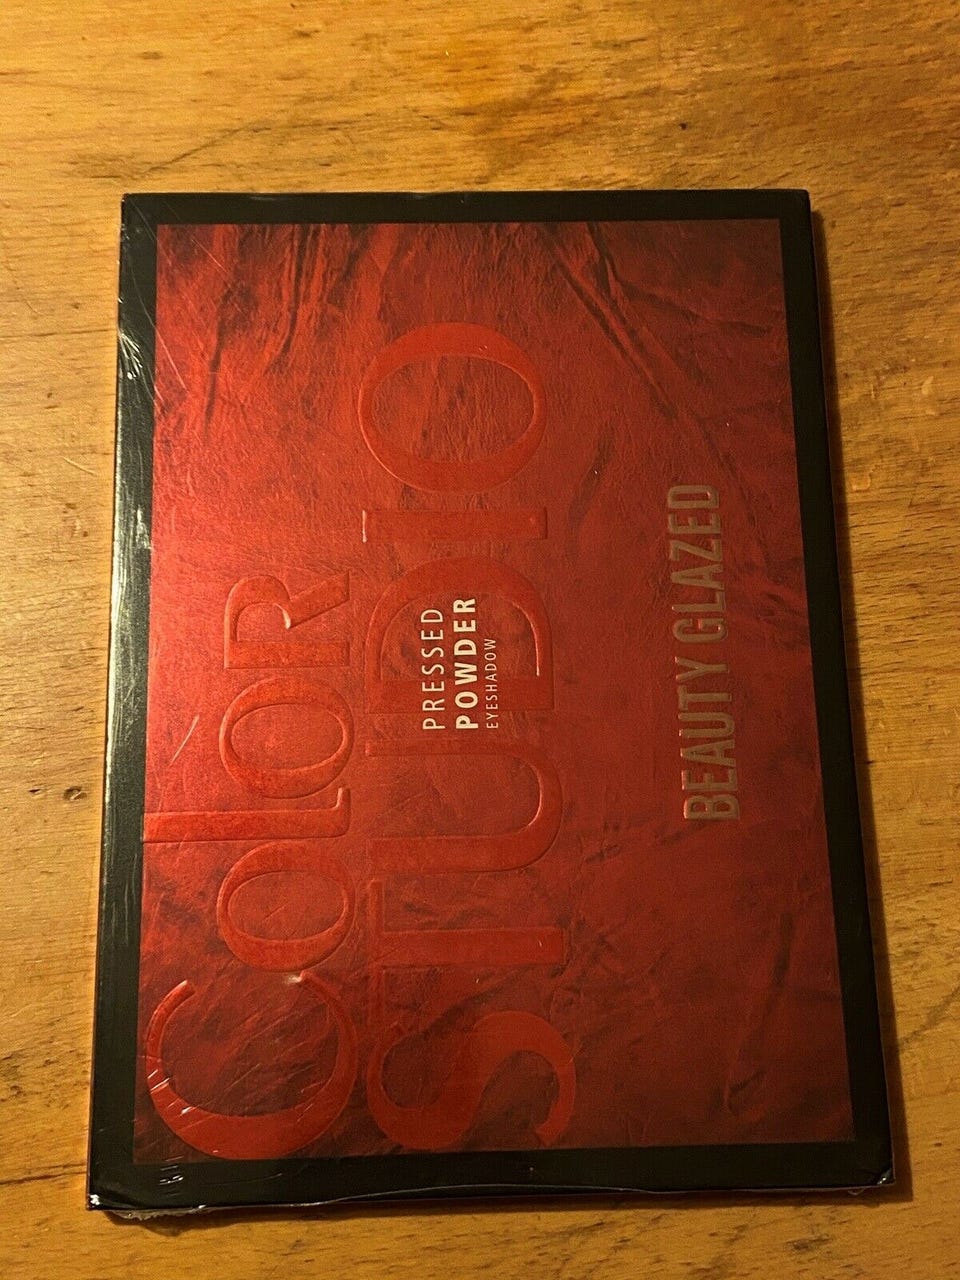 Color
STUDIO
PRESSED
POWDER
EYESHADOW
BEAUTY GLAZED